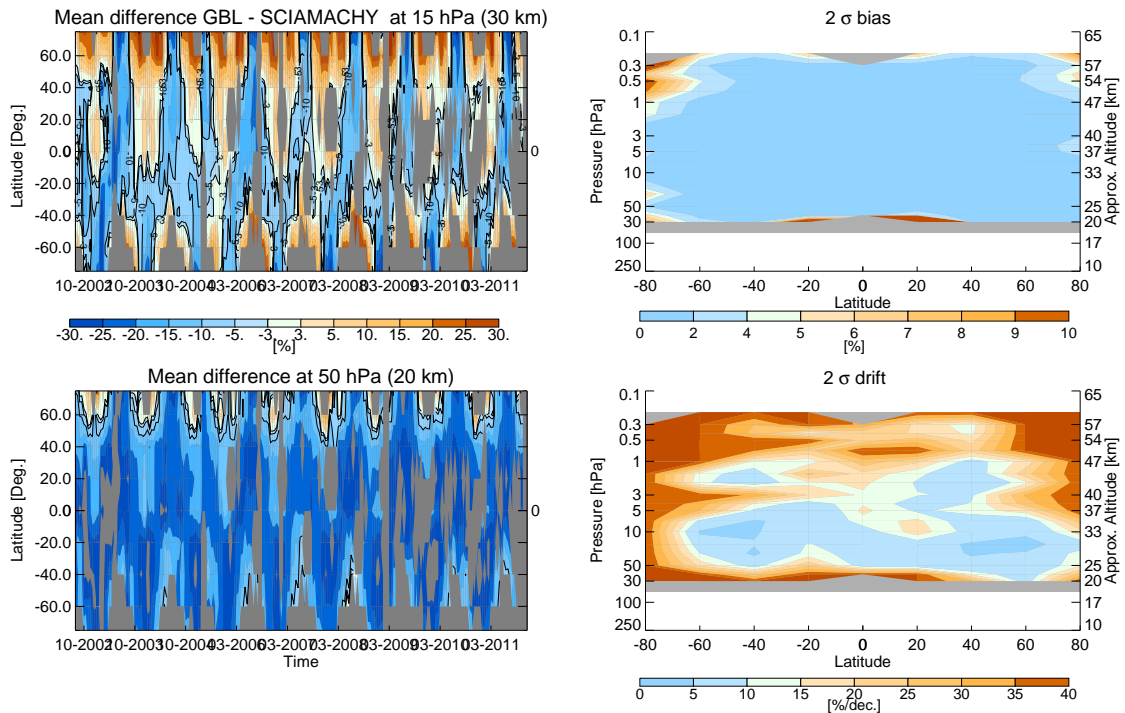 Mean difference GBL - SCIAMACHY at 15 hPa (30 km)
Latitude [Deg.]
60.0
40.0
20.0
0.0
-20.0
-40.0
-60.0
0
10-2002 10-2003 10-2004 03-2006 03-2007 03-2008 03-2009 03-2010 03-2011
-30. -25. -20. -15. -10. -5. -3. 3. 5. 10. 15. 20. 25. 30.
[%]
2 σ bias
Pressure [hPa]
0.1
0.3
0.5
1
3
5
10
50
30
100
250
65
57
54
47
40
37
33
25
20
17
10
Approx. Altitude [km]
-80 -60 -40 -20 0 20 40 60 80
Latitude
0 2 4 5 6 7 8 9 10
[%]
Mean difference at 50 hPa (20 km)
Latitude [Deg.]
60.0
40.0
20.0
0.0
-20.0
-40.0
-60.0
0
10-2002 10-2003 10-2004 03-2006 03-2007 03-2008 03-2009 03-2010 03-2011
Time
2 σ drift
Pressure [hPa]
0.1
0.3
0.5
1
3
5
10
50
30
100
250
65
57
54
47
40
37
33
25
20
17
10
Approx. Altitude [km]
-80 -60 -40 -20 0 20 40 60 80
Latitude
0 5 10 15 20 25 30 35 40
[%/dec.]